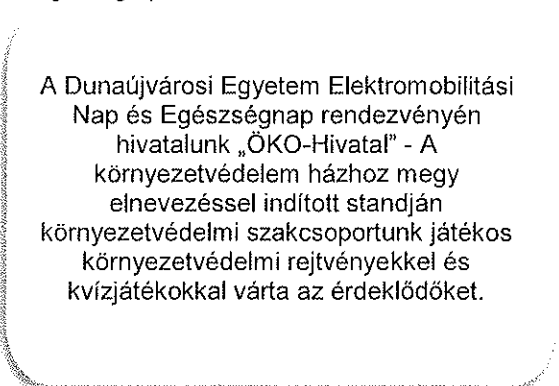 A Dunaújvárosi Egyetem Elektromobilitási
Nap és Egészségnap rendezvényén
hivatalunk „ÖKO-Hivatal” - A
környezetvédelem házhoz megy
elnevezéssel indított standján
környezetvédelmi szakcsoportunk játékos
környezetvédelmi rejtvényekkel és
kvízjátékokkal várta az érdeklődőket.